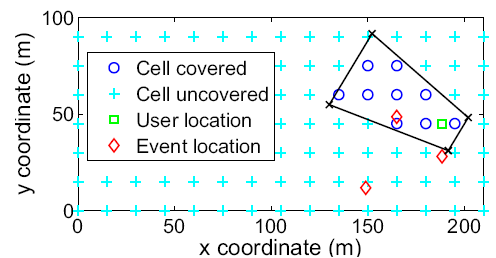 100
50
0
0
50
100
150
200
x coordinate (m)
y coordinate (m)
Cell covered
Cell uncovered
User location
Event location